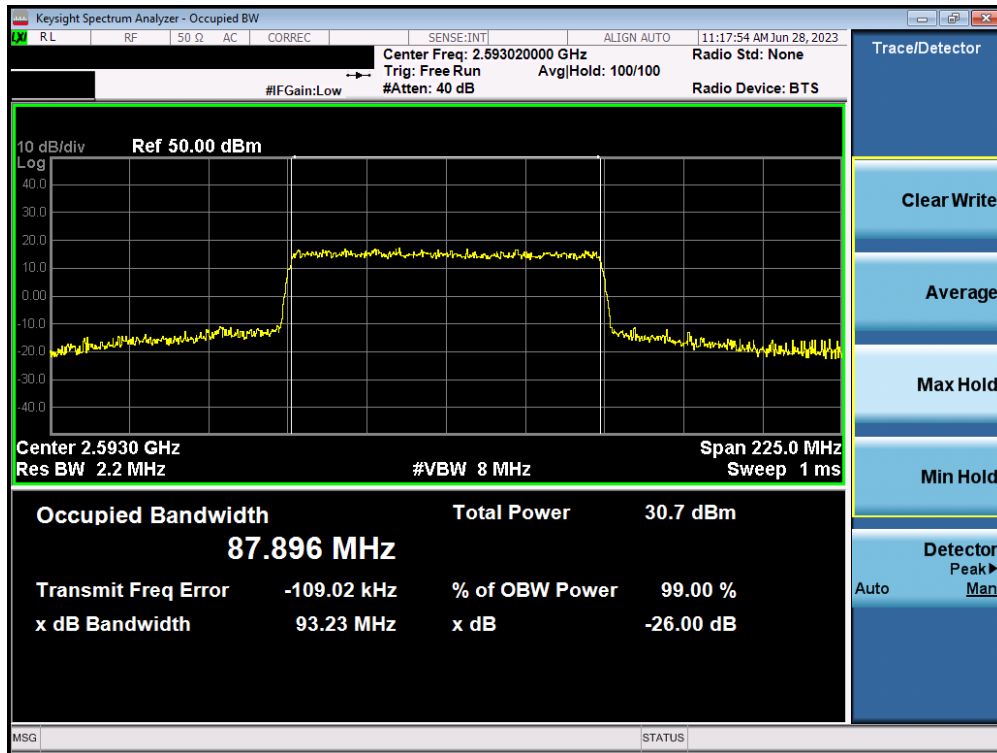 Keysight Spectrum Analyzer - Occupied BW
LXI RL RF 50 Ω AC CORREC SENSE:INT ALIGN AUTO 11:17:54 AM Jun 28, 2023
Center Freq: 2.593020000 GHz Radio Std: None
Trig: Free Run Avg|Hold: 100/100
#IFGain:Low #Atten: 40 dB Radio Device: BTS
10 dB/div Ref 50.00 dBm
Log
40.0
30.0
20.0
10.0
0.00
-10.0
-20.0
-30.0
-40.0
Center 2.5930 GHz Span 225.0 MHz
Res BW 2.2 MHz #VBW 8 MHz Sweep 1 ms
Occupied Bandwidth Total Power 30.7 dBm
87.896 MHz
Transmit Freq Error -109.02 kHz % of OBW Power 99.00 %
x dB Bandwidth 93.23 MHz x dB -26.00 dB
MSG STATUS
Trace/Detector
Clear Write
Average
Max Hold
Min Hold
Detector
Peak▶
Auto Man